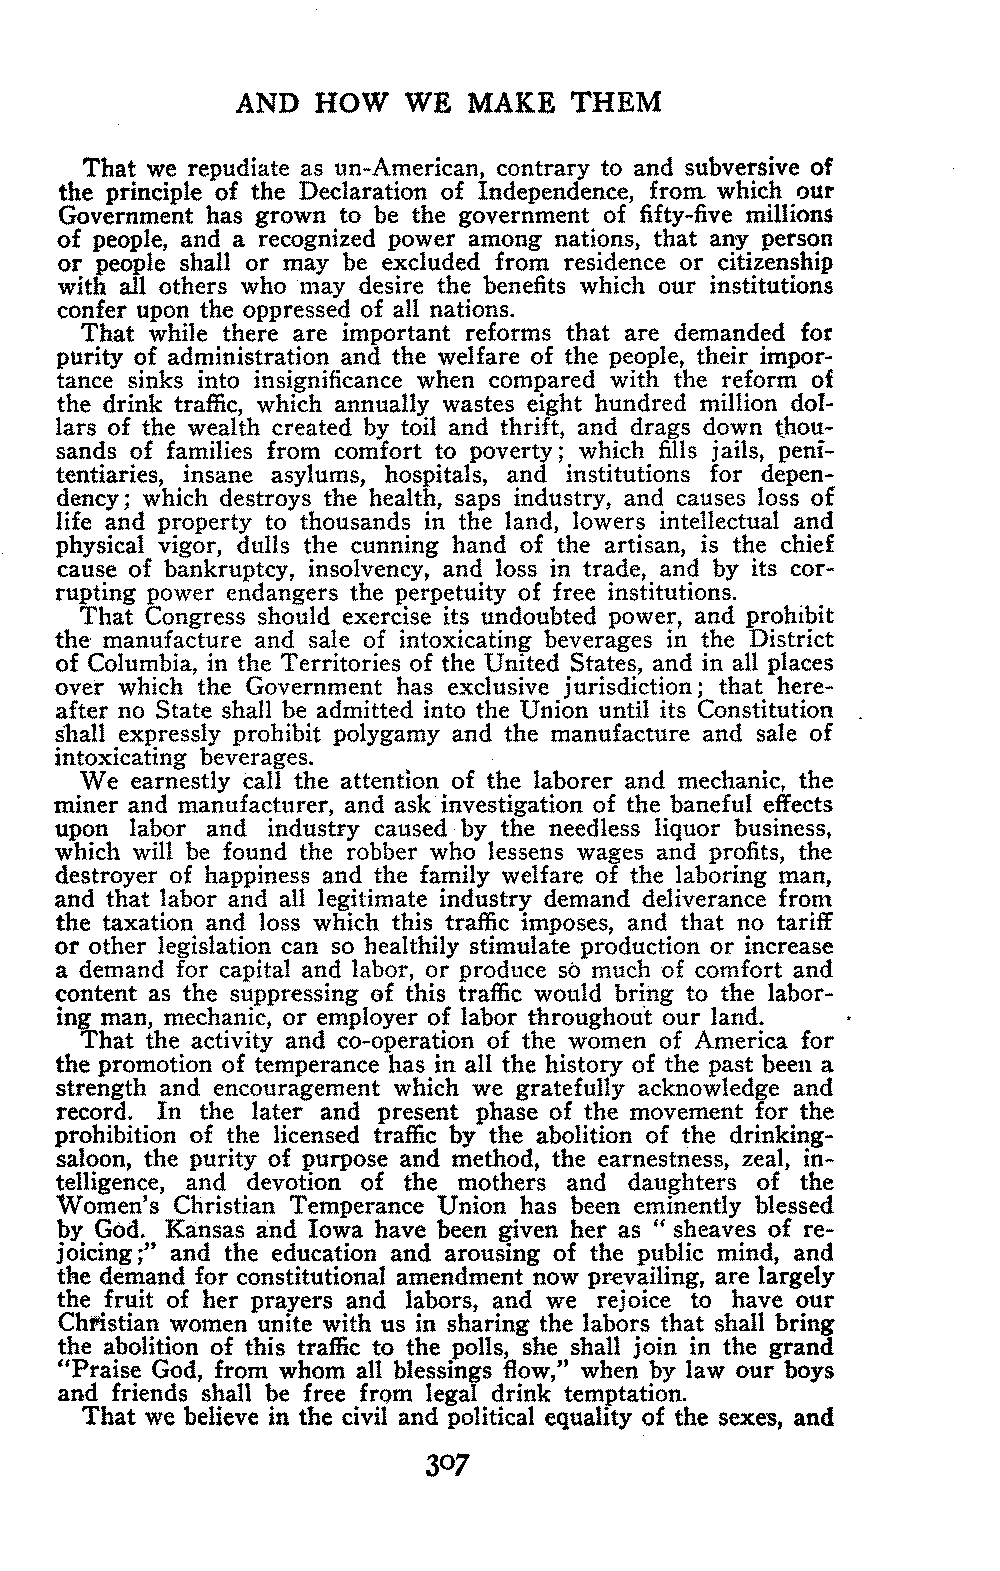 AND HOW WE MAKE THEM
That we repudiate as un-American, contrary to and subversive of
the principle of the Declaration of Independence, from which our
Government has grown to be the government of fifty-five millions
of people, and a recognized power among nations, that any person
or people shall or may be excluded from residence or citizenship
with all others who may desire the benefits which our institutions
confer upon the oppressed of all nations.
That while there are important reforms that are demanded for
purity of administration and the welfare of the people, their impor-
tance sinks into insignificance when compared with the reform of
the drink traffic, which annually wastes eight hundred million dol-
lars of the wealth created by toil and thrift, and drags down thou-
sands of families from comfort to poverty; which fills jails, peni-
tentiaries, insane asylums, hospitals, and institutions for depen-
dency; which destroys the health, saps industry, and causes loss of
life and property to thousands in the land, lowers intellectual and
physical vigor, dulls the cunning hand of the artisan, is the chief
cause of bankruptcy, insolvency, and loss in trade, and by its cor-
rupting power endangers the perpetuity of free institutions.
That Congress should exercise its undoubted power, and prohibit
the manufacture and sale of intoxicating beverages in the District
of Columbia, in the Territories of the United States, and in all places
over which the Government has exclusive jurisdiction; that here-
after no State shall be admitted into the Union until its Constitution
shall expressly prohibit polygamy and the manufacture and sale of
intoxicating beverages.
We earnestly call the attention of the laborer and mechanic, the
miner and manufacturer, and ask investigation of the baneful effects
upon labor and industry caused by the needless liquor business,
which will be found the robber who lessens wages and profits, the
destroyer of happiness and the family welfare of the laboring man,
and that labor and all legitimate industry demand deliverance from
the taxation and loss which this traffic imposes, and that no tariff
or other legislation can so healthily stimulate production or increase
a demand for capital and labor, or produce so much of comfort and
content as the suppressing of this traffic would bring to the labor-
ing man, mechanic, or employer of labor throughout our land.
That the activity and co-operation of the women of America for
the promotion of temperance has in all the history of the past been a
strength and encouragement which we gratefully acknowledge and
record. In the later and present phase of the movement for the
prohibition of the licensed traffic by the abolition of the drinking-
saloon, the purity of purpose and method, the earnestness, zeal, in-
telligence, and devotion of the mothers and daughters of the
Women's Christian Temperance Union has been eminently blessed
by God. Kansas and Iowa have been given her as " sheaves of re-
joicing;" and the education and arousing of the public mind, and
the demand for constitutional amendment now prevailing, are largely
the fruit of her prayers and labors, and we rejoice to have our
Christian women unite with us in sharing the labors that shall bring
the abolition of this traffic to the polls, she shall join in the grand
"Praise God, from whom all blessings flow," when by law our boys
and friends shall be free from legal drink temptation.
That we believe in the civil and political equality of the sexes, and
307